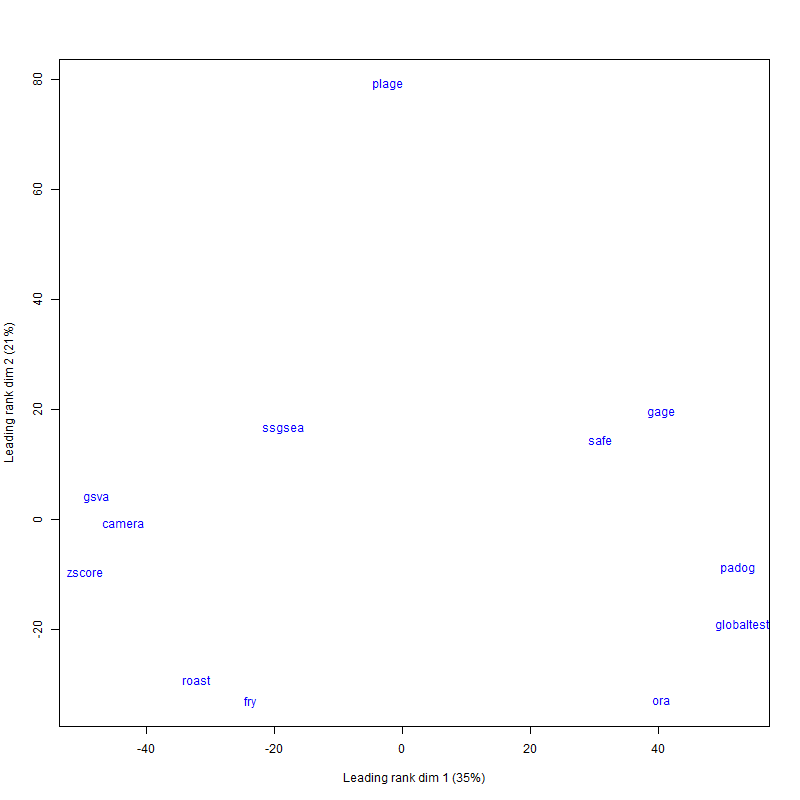 80
60
40
20
0
-20
Leading rank dim 2 (21%)
plage
gage
ssgsea
safe
gsva
camera
padog
zscore
globaltest
roast
fry
ora
-40
-20
0
20
40
Leading rank dim 1 (35%)